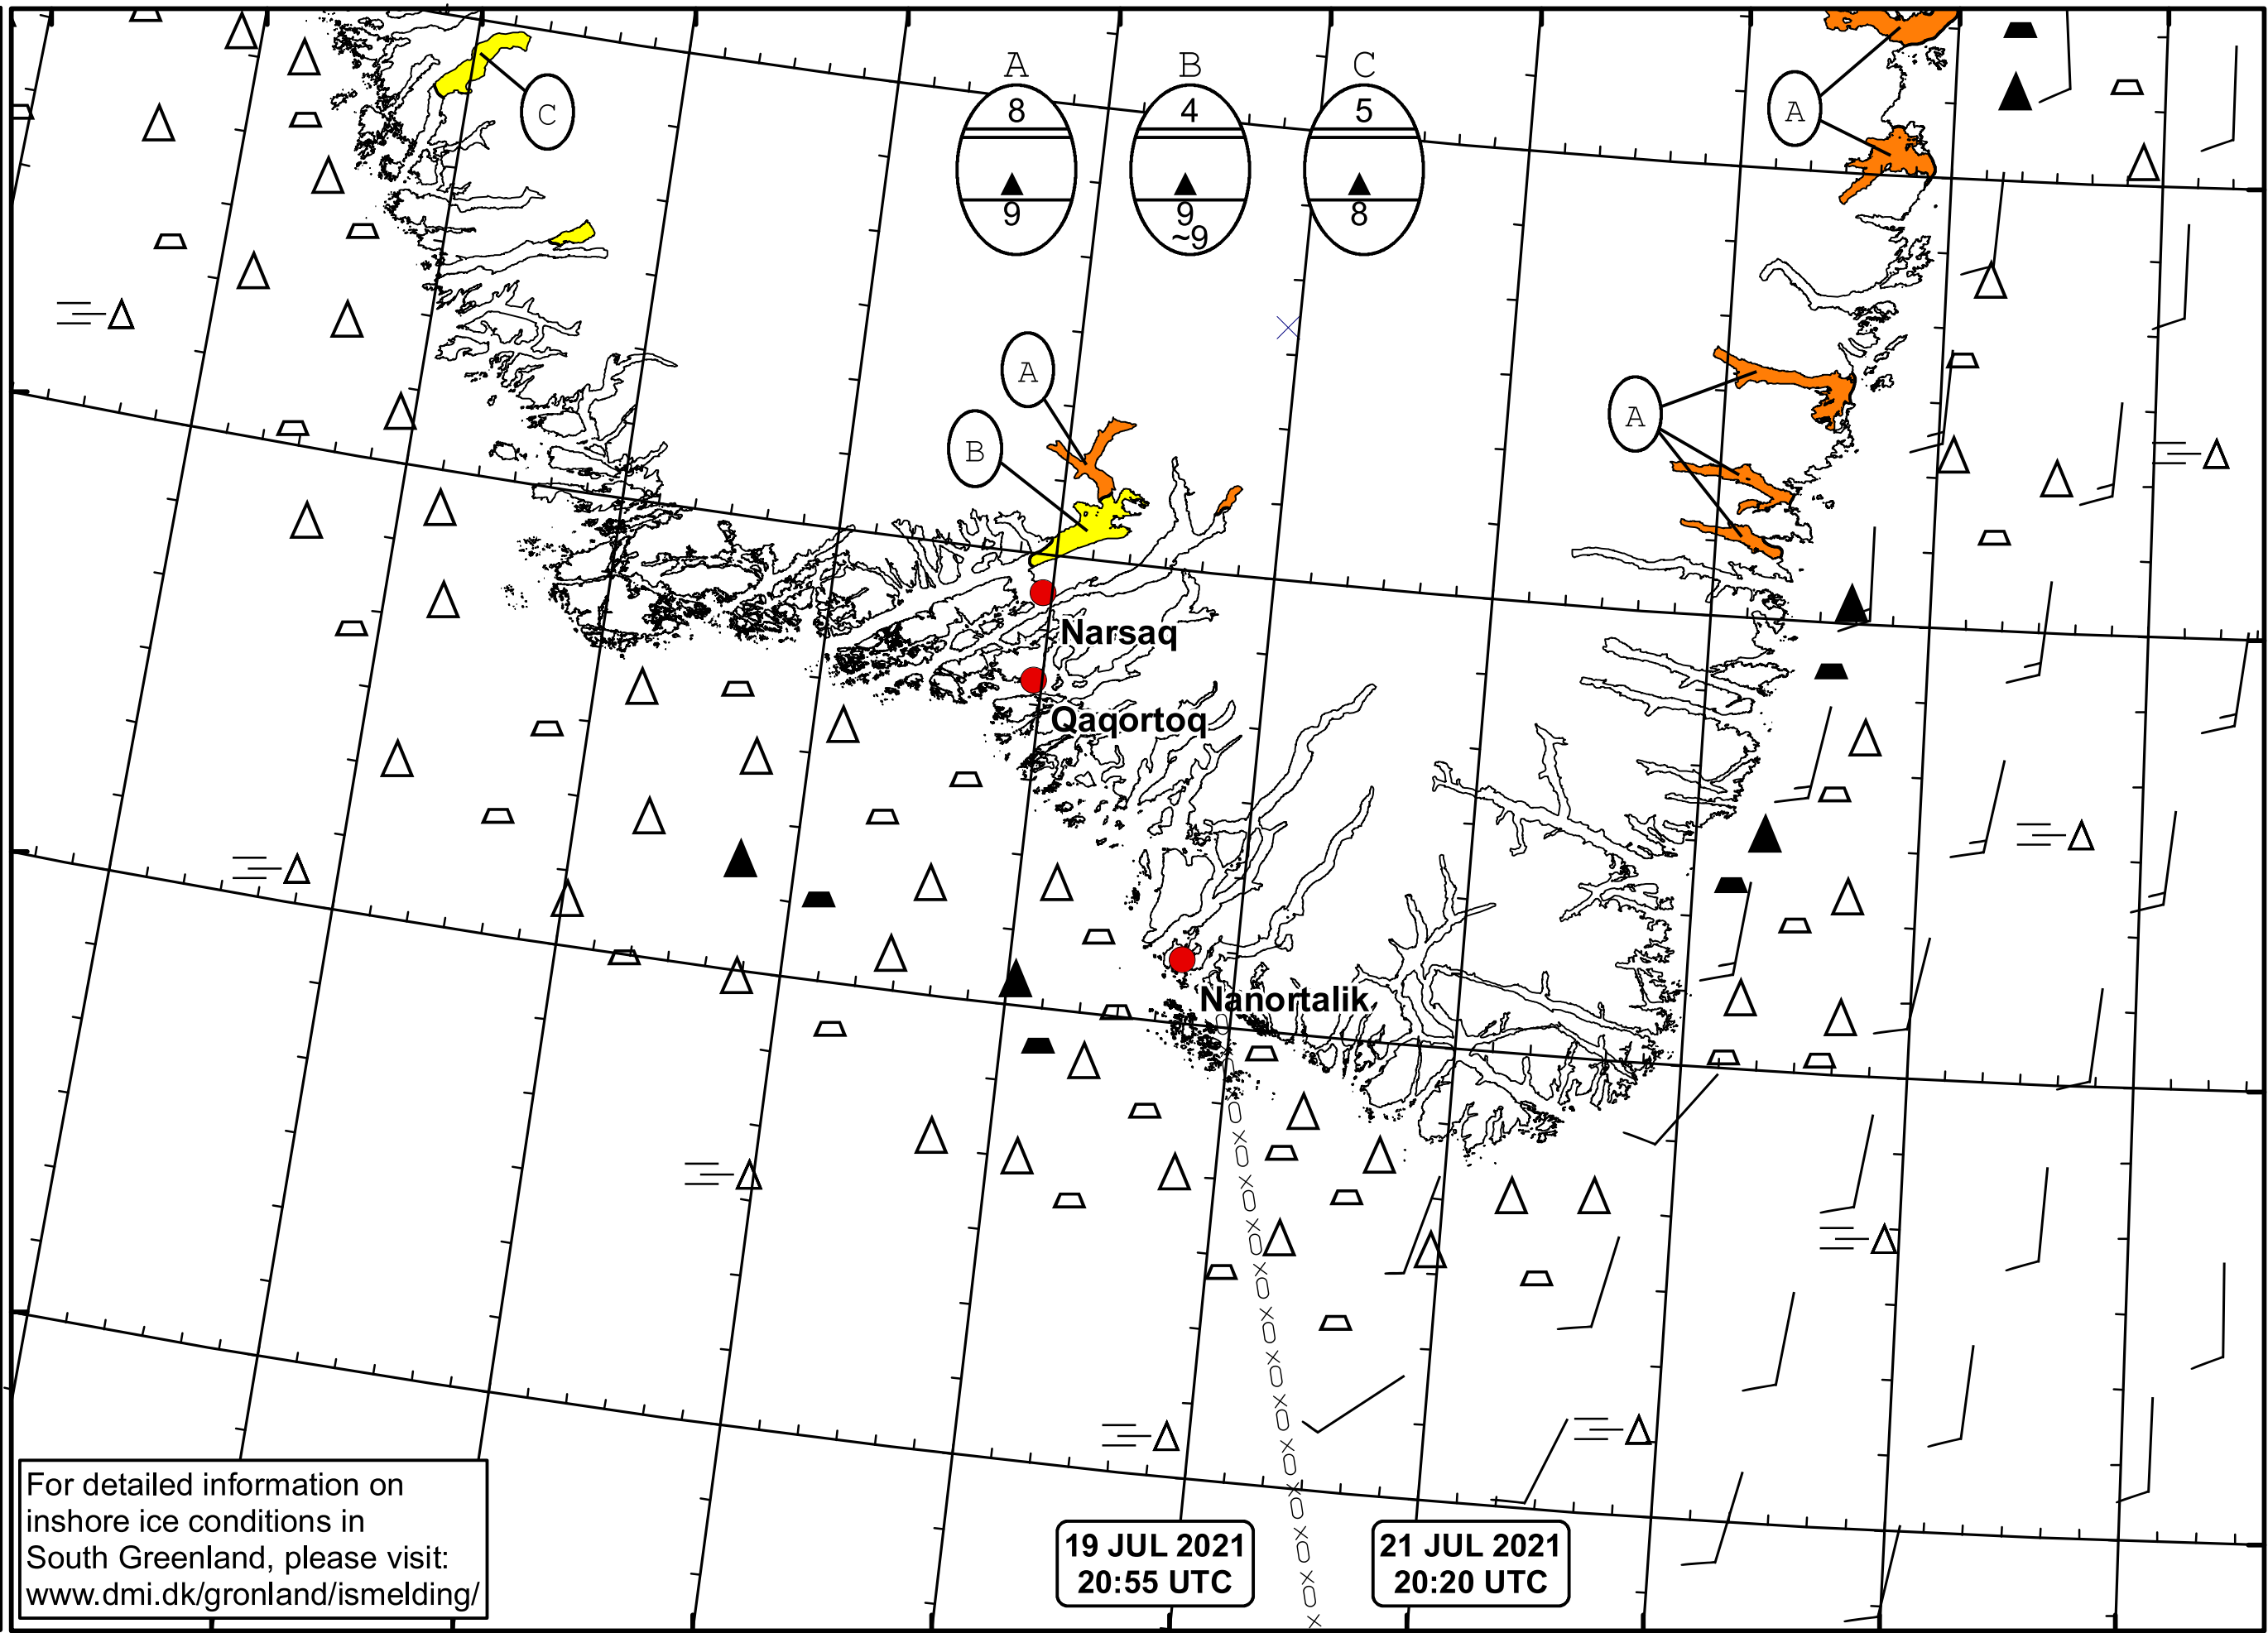 A B C
8 4 5
9 9 8
~9
C
A
A
B
A
Narsaq
Qaqortoq
Nanortalik
For detailed information on
inshore ice conditions in
South Greenland, please visit:
www.dmi.dk/gronland/ismelding/
19 JUL 2021
20:55 UTC
21 JUL 2021
20:20 UTC